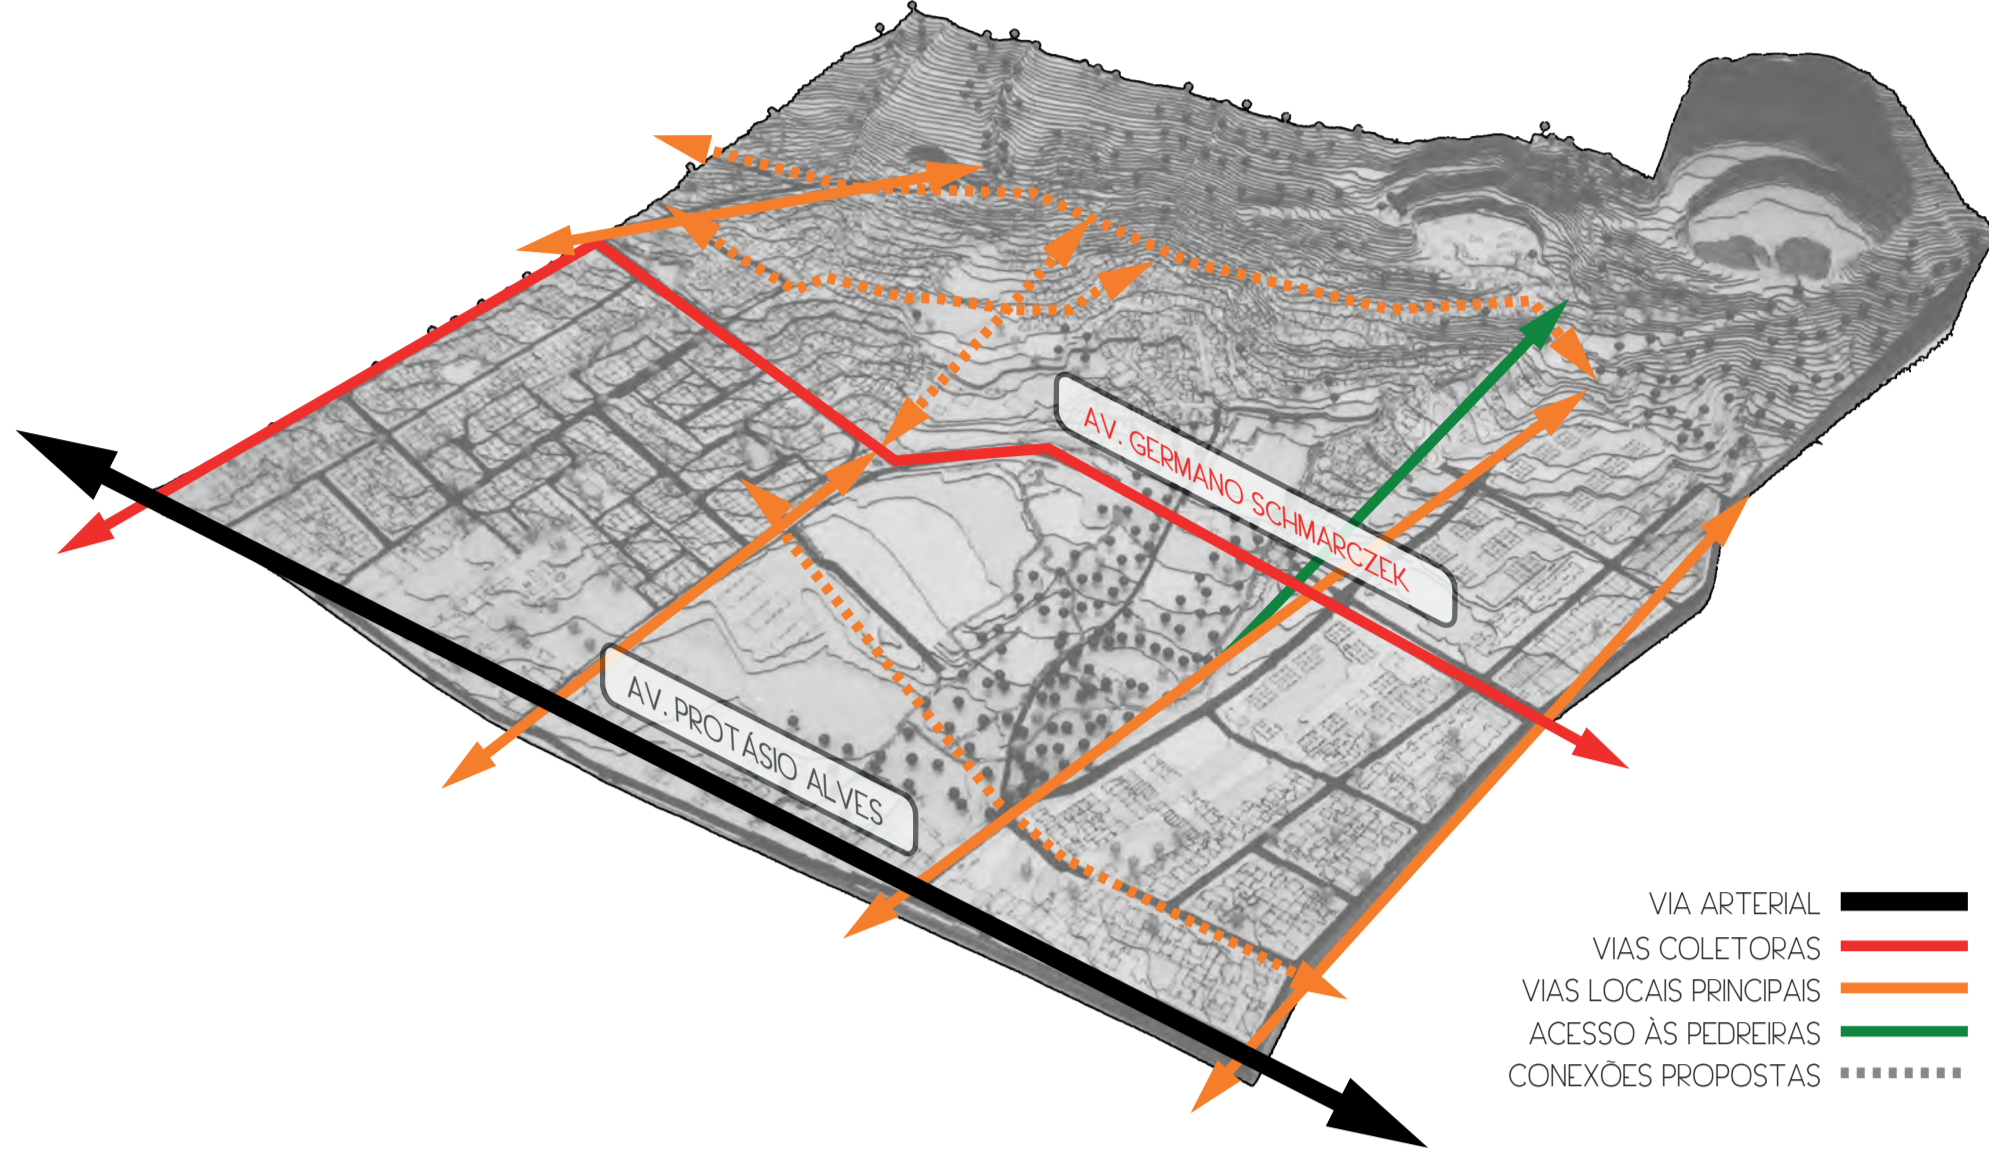 AV. GERMANO SCHMARCZEK
AV. PROTÁSIO ALVES
VIA ARTERIAL
VIAS COLETORAS
VIAS LOCAIS PRINCIPAIS
ACESSO ÀS PEDREIRAS
CONEXÕES PROPOSTAS